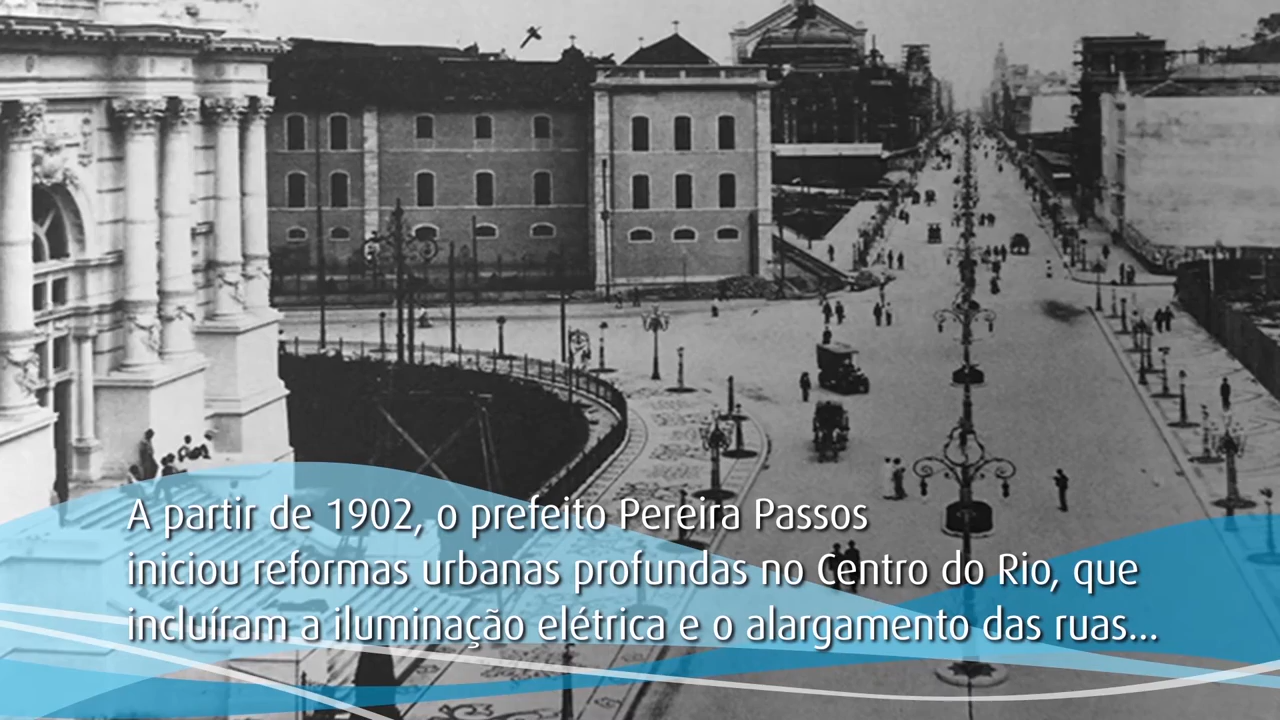 A partir de 1902, o prefeito Pereira Passos
iniciou reformas urbanas profundas no Centro do Rio, que
incluíram a iluminação elétrica e o alargamento das ruas...